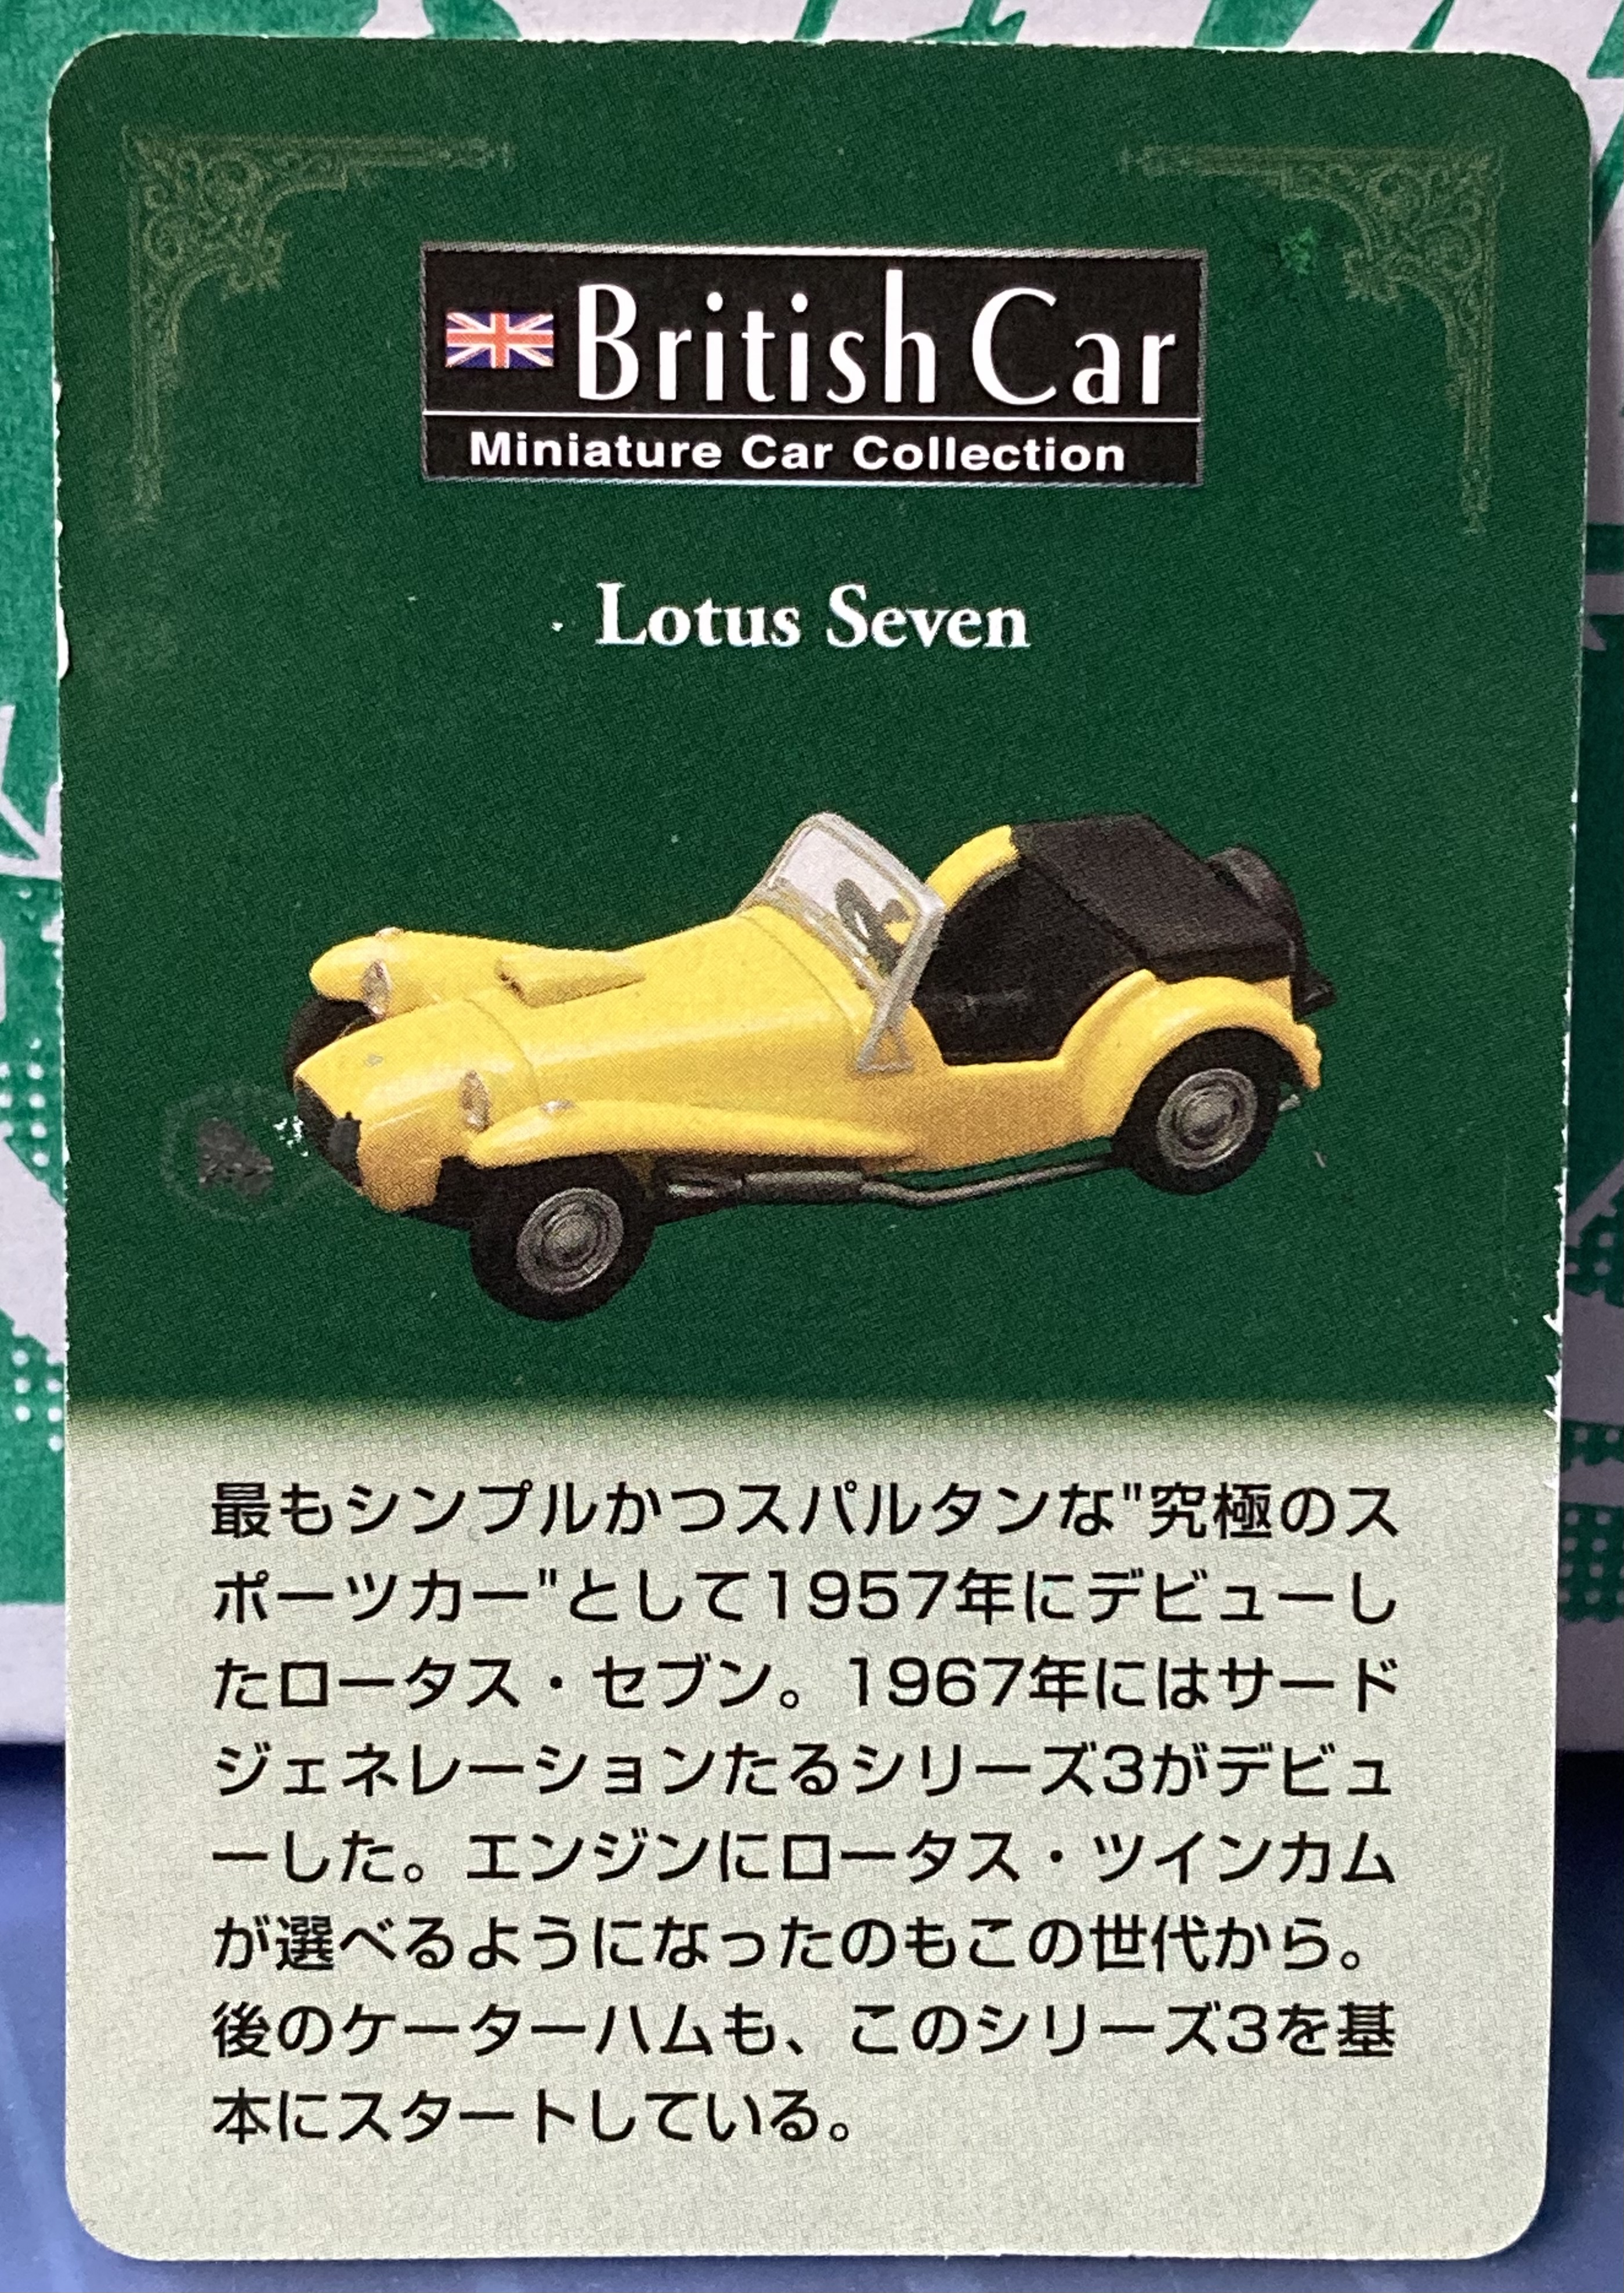 British Car
Miniature Car Collection
Lotus Seven
最もシンプルかつスパルタンな"究極のス
ポーツカー"として1957年にデビューし
たロータス・セブン。1967年にはサード
ジェネレーションたるシリーズ3がデビュ
ーした。エンジンにロータス・ツインカム
が選べるようになったのもこの世代から。
後のケーターハムも、このシリーズ3を基
本にスタートしている。